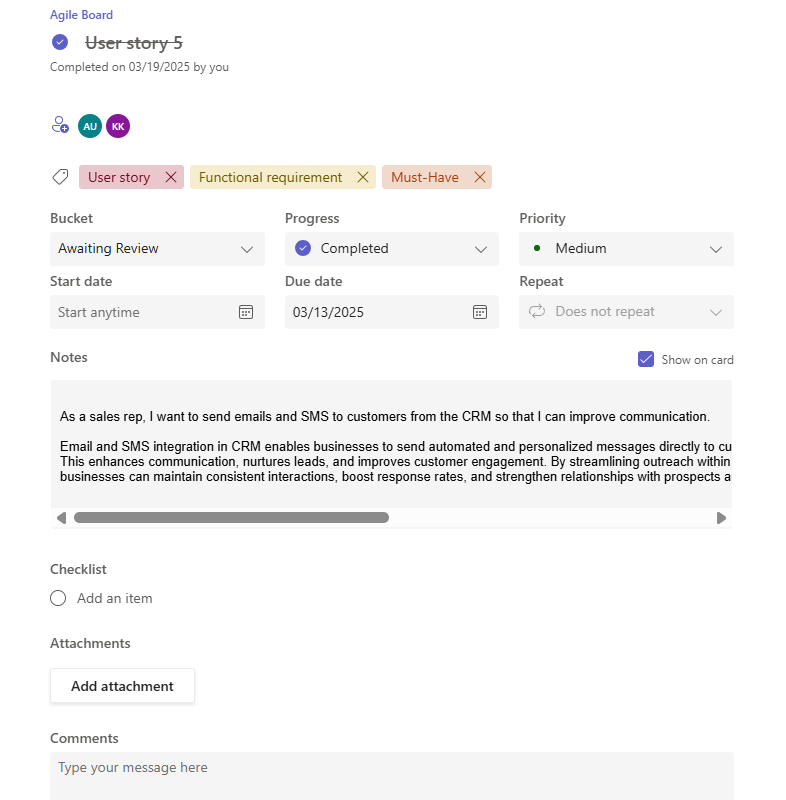 Agile Board
User story 5
Completed on 03/19/2025 by you
AU KK
User story Functional requirement Must-Have
Bucket Progress Priority
Awaiting Review Completed Medium
Start date Due date Repeat
Start anytime 03/13/2025 Does not repeat
Notes Show on card
As a sales rep, I want to send emails and SMS to customers from the CRM so that I can improve communication.
Email and SMS integration in CRM enables businesses to send automated and personalized messages directly to cu
This enhances communication, nurtures leads, and improves customer engagement. By streamlining outreach within
businesses can maintain consistent interactions, boost response rates, and strengthen relationships with prospects a
Checklist
Add an item
Attachments
Add attachment
Comments
Type your message here